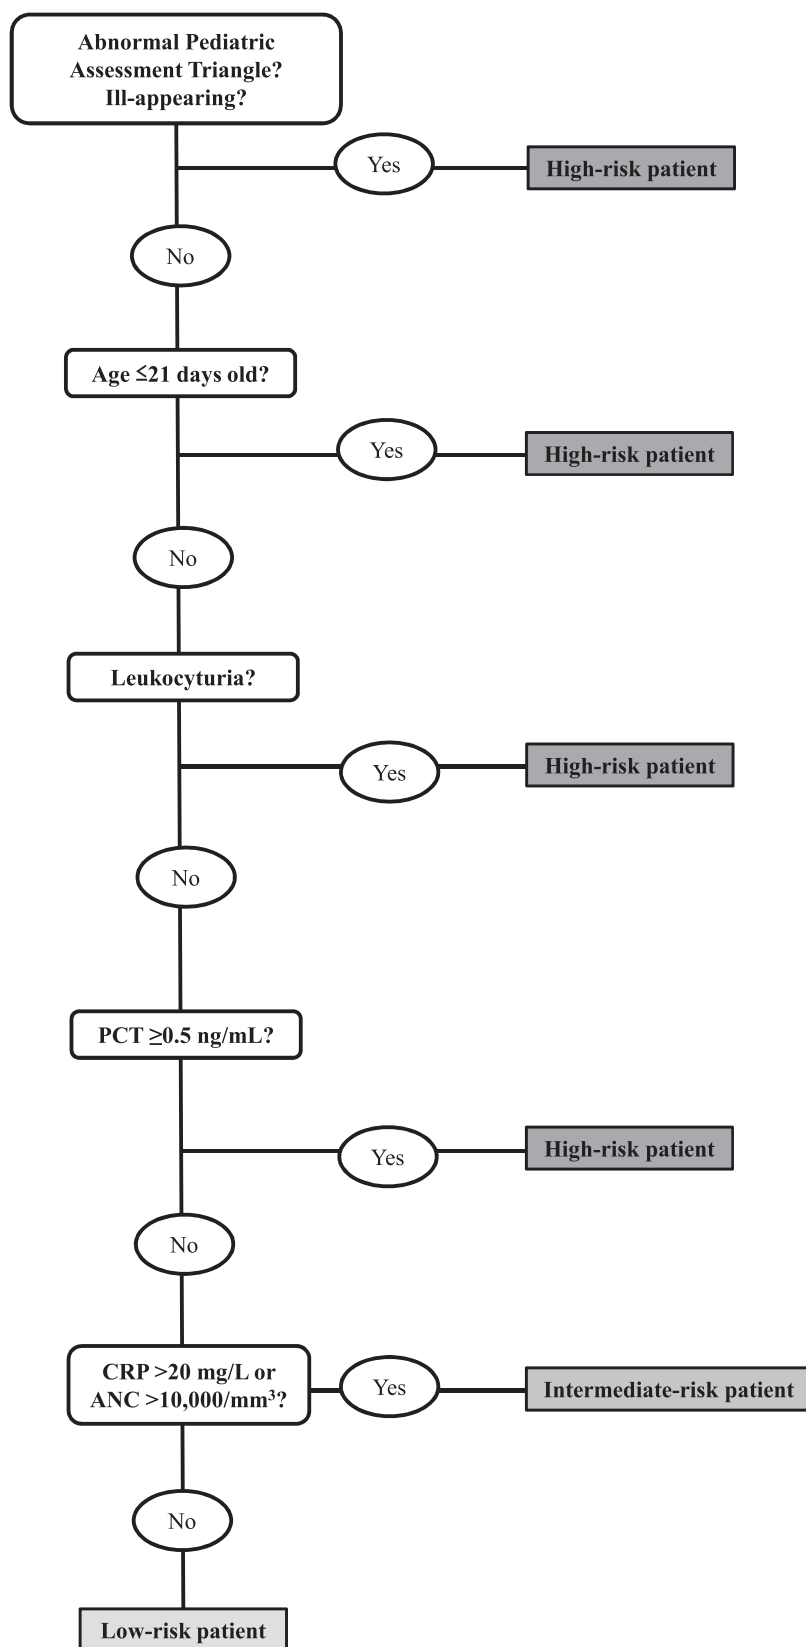 Abnormal Pediatric
Assessment Triangle?
Ill-appearing?
Yes
High-risk patient
No
Age ≤21 days old?
Yes
High-risk patient
No
Leukocyturia?
Yes
High-risk patient
No
PCT ≥0.5 ng/mL?
Yes
High-risk patient
No
CRP >20 mg/L or
ANC >10,000/mm³?
Yes
Intermediate-risk patient
No
Low-risk patient